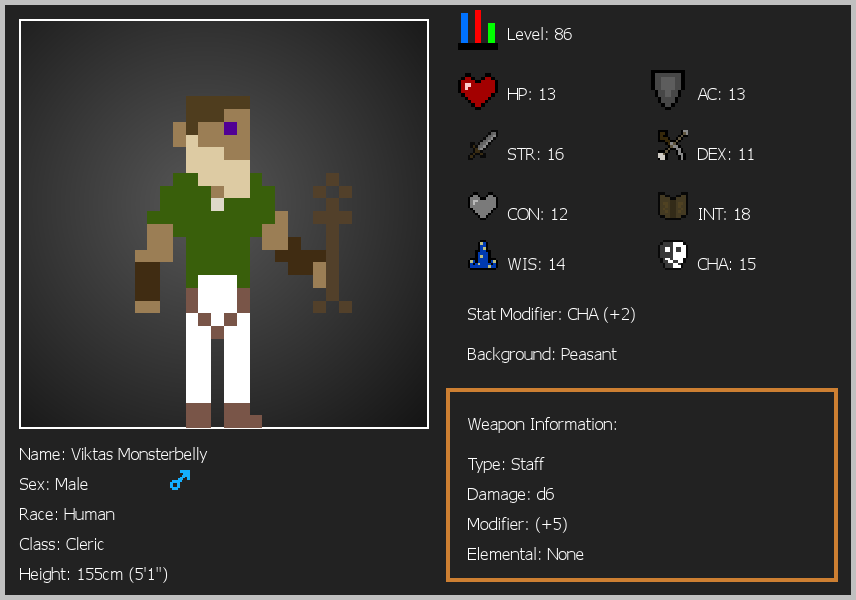 Level: 86
HP: 13
AC: 13
STR: 16
DEX: 11
CON: 12
INT: 18
WIS: 14
CHA: 15
Stat Modifier: CHA (+2)
Background: Peasant
Weapon Information:
Type: Staff
Damage: d6
Modifier: (+5)
Elemental: None
Name: Viktas Monsterbelly
Sex: Male
Race: Human
Class: Cleric
Height: 155cm (5'1")